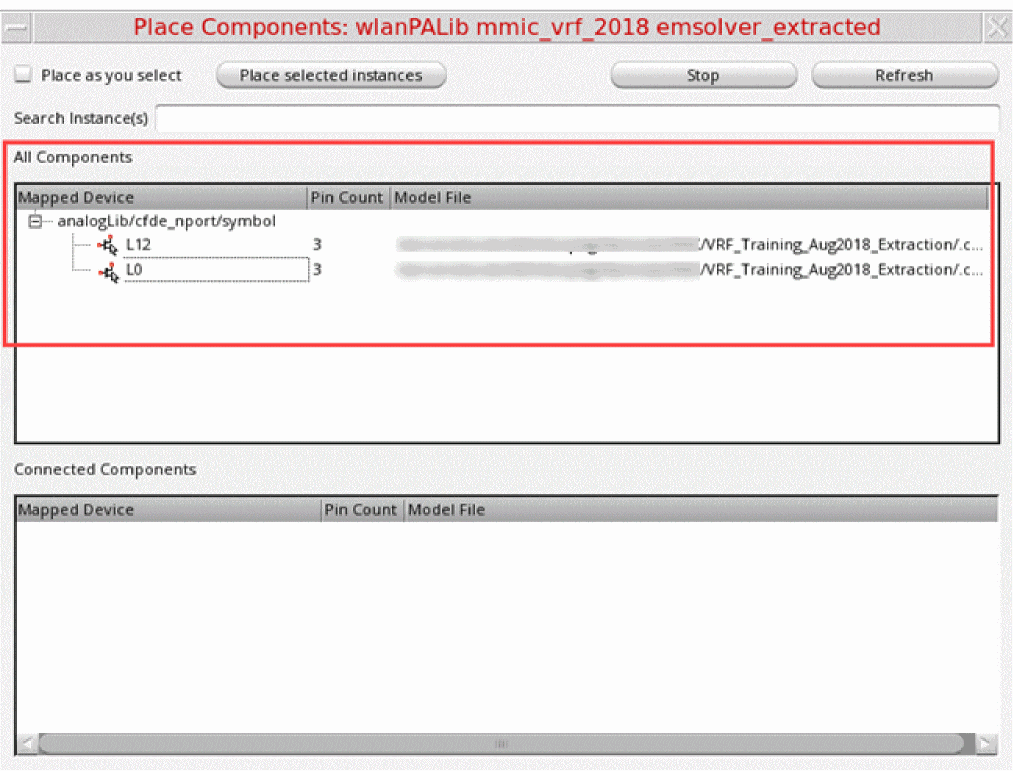 Place Components: wlanPALib mmic_vrf_2018 emsolver_extracted
Place as you select Place selected instances Stop Refresh
Search Instance(s)
All Components
Mapped Device Pin Count Model File
analogLib/cfde_nport/symbol
L12 3 /VRF_Training_Aug2018_Extraction/.c...
L0 3 /VRF_Training_Aug2018_Extraction/.c...
Connected Components
Mapped Device Pin Count Model File